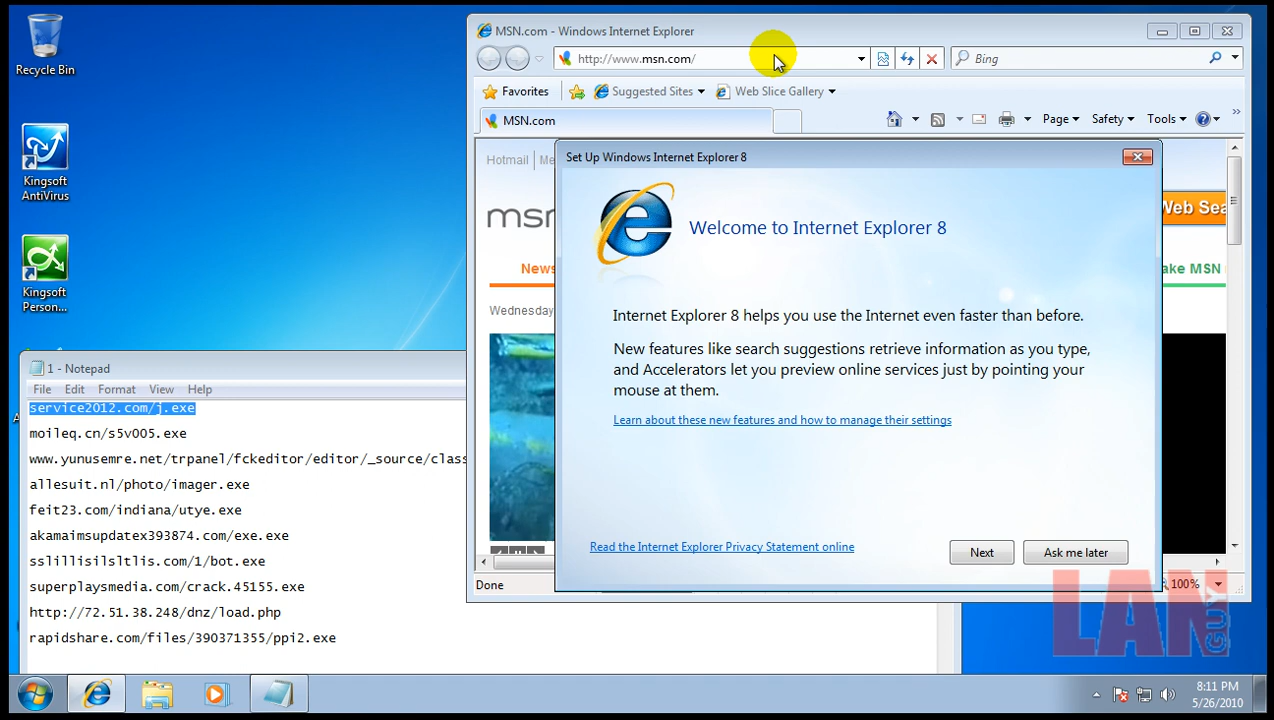 Recycle Bin
Kingsoft
AntiVirus
Kingsoft
Person...
MSN.com - Windows Internet Explorer
http://www.msn.com/
Bing
Favorites
Suggested Sites
Web Slice Gallery
MSN.com
Page
Safety
Tools
Hotmail
Me
msn
Web Sea
News
ake MSN
Wednesday
Set Up Windows Internet Explorer 8
Welcome to Internet Explorer 8
Internet Explorer 8 helps you use the Internet even faster than before.
New features like search suggestions retrieve information as you type,
and Accelerators let you preview online services just by pointing your
mouse at them.
Learn about these new features and how to manage their settings
Read the Internet Explorer Privacy Statement online
Next
Ask me later
Done
100%
1 - Notepad
File Edit Format View Help
service2012.com/j.exe
moileq.cn/s5v005.exe
www.yunusemre.net/trpanel/fckeditor/editor/_source/class
allesuit.nl/photo/imager.exe
feit23.com/indiana/utye.exe
akamaimsupdatex393874.com/exe.exe
sslillisilsltlis.com/1/bot.exe
superplaysmedia.com/crack.45155.exe
http://72.51.38.248/dnz/load.php
rapidshare.com/files/390371355/ppi2.exe
LAN
GUY
8:11 PM
5/26/2010